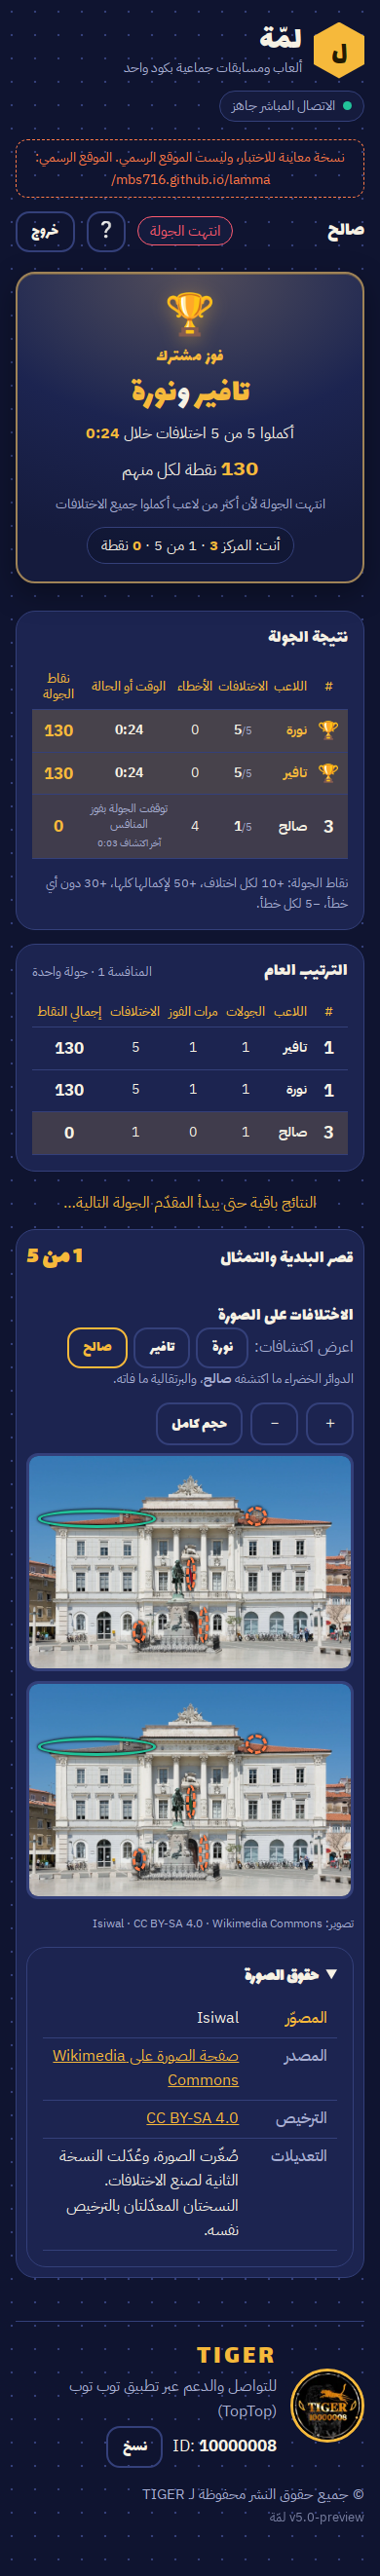 ل
لمّة
ألعاب ومسابقات جماعية بكود واحد
الاتصال المباشر جاهز
نسخة معاينة للاختبار، وليست الموقع الرسمي. الموقع الرسمي:
mbs716.github.io/lamma/
صالح
انتهت الجولة
?
خروج
فوز مشترك
تافير ونورة
أكملوا 5 من 5 اختلافات خلال 0:24
130 نقطة لكل منهم
انتهت الجولة لأن أكثر من لاعب أكملوا جميع الاختلافات
أنت: المركز 3 · 1 من 5 · 0 نقطة
نتيجة الجولة
# اللاعب الاختلافات الأخطاء الوقت أو الحالة نقاط الجولة
نورة 5/5 0 0:24 130
تافير 5/5 0 0:24 130
3 صالح 1/5 4 توقفت الجولة بفوز المنافس آخر اكتشاف 0:03 0
نقاط الجولة: +10 لكل اختلاف، +50 لإكمالها كلها، +30 دون أي
خطأ، −5 لكل خطأ.
الترتيب العام
المنافسة 1 · جولة واحدة
# اللاعب الجولات مرات الفوز الاختلافات إجمالي النقاط
1 تافير 1 1 5 130
1 نورة 1 1 5 130
3 صالح 1 0 1 0
النتائج باقية حتى يبدأ المقدّم الجولة التالية...
قصر البلدية والتمثال
1 من 5
الاختلافات على الصورة
اعرض اكتشافات: نورة تافير صالح
الدوائر الخضراء ما اكتشفه صالح، والبرتقالية ما فاته.
+ − حجم كامل
تصوير: Isiwal · CC BY-SA 4.0 · Wikimedia Commons
▼ حقوق الصورة
المصوّر Isiwal
المصدر صفحة الصورة على Wikimedia
Commons
الترخيص CC BY-SA 4.0
التعديلات صُغّرت الصورة، وعُدّلت النسخة
الثانية لصنع الاختلافات.
النسختان المعدّلتان بالترخيص
نفسه.
TIGER
10000008
TIGER
للتواصل والدعم عبر تطبيق توب توب
(TopTop)
ID: 10000008 نسخ
© جميع حقوق النشر محفوظة لـ TIGER
لمّة v5.0-preview